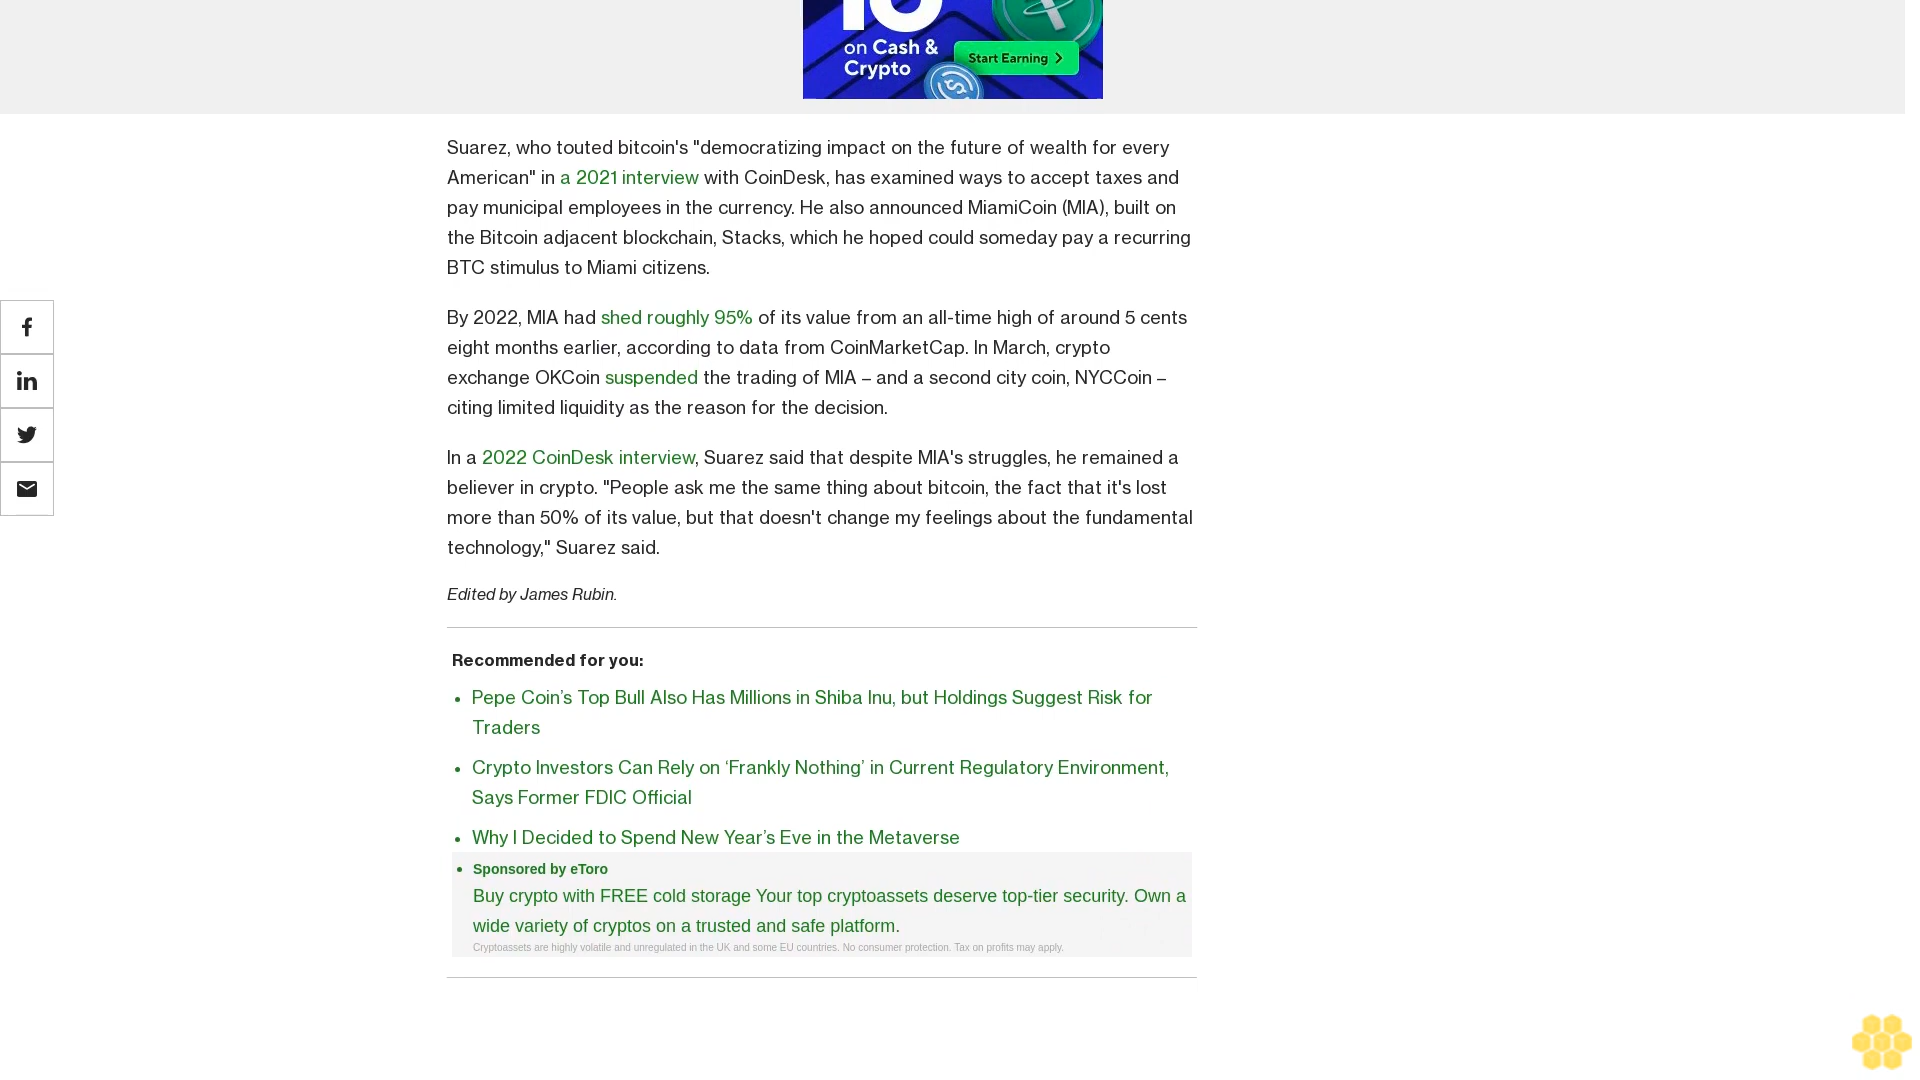 10
on Cash &
Crypto
Start Earning
Suarez, who touted bitcoin's "democratizing impact on the future of wealth for every
American" in a 2021 interview with CoinDesk, has examined ways to accept taxes and
pay municipal employees in the currency. He also announced MiamiCoin (MIA), built on
the Bitcoin adjacent blockchain, Stacks, which he hoped could someday pay a recurring
BTC stimulus to Miami citizens.
By 2022, MIA had shed roughly 95% of its value from an all-time high of around 5 cents
eight months earlier, according to data from CoinMarketCap. In March, crypto
exchange OKCoin suspended the trading of MIA – and a second city coin, NYCCoin –
citing limited liquidity as the reason for the decision.
In a 2022 CoinDesk interview, Suarez said that despite MIA's struggles, he remained a
believer in crypto. "People ask me the same thing about bitcoin, the fact that it's lost
more than 50% of its value, but that doesn't change my feelings about the fundamental
technology," Suarez said.
Edited by James Rubin.
Recommended for you:
Pepe Coin’s Top Bull Also Has Millions in Shiba Inu, but Holdings Suggest Risk for
Traders
Crypto Investors Can Rely on ‘Frankly Nothing’ in Current Regulatory Environment,
Says Former FDIC Official
Why I Decided to Spend New Year’s Eve in the Metaverse
Sponsored by eToro
Buy crypto with FREE cold storage Your top cryptoassets deserve top-tier security. Own a
wide variety of cryptos on a trusted and safe platform.
Cryptoassets are highly volatile and unregulated in the UK and some EU countries. No consumer protection. Tax on profits may apply.